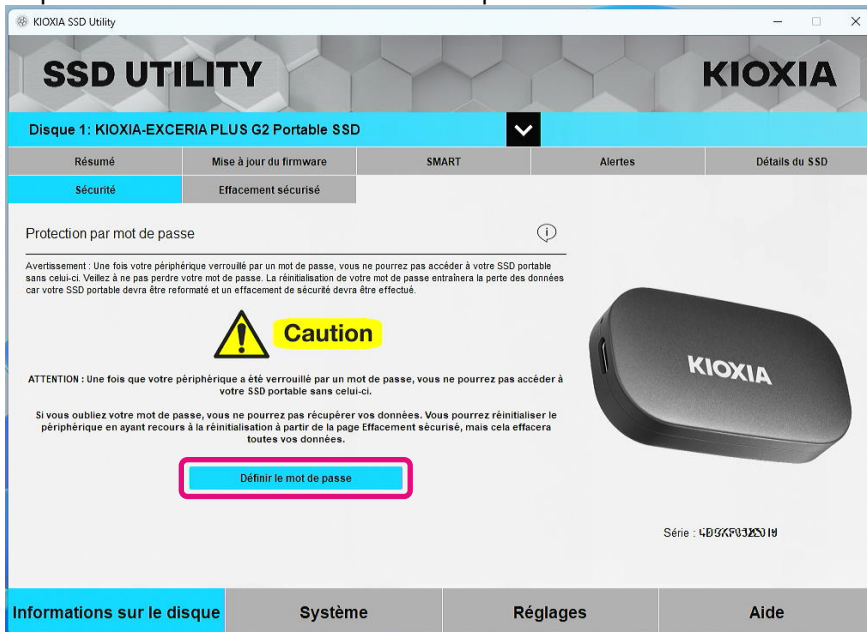 KIOXIA SSD Utility
SSD UTILITY
KIOXIA
Disque 1: KIOXIA-EXCERIA PLUS G2 Portable SSD
Résumé
Mise à jour du firmware
SMART
Alertes
Détails du SSD
Sécurité
Effacement sécurisé
Protection par mot de passe
Avertissement : Une fois votre périphérique verrouillé par un mot de passe, vous ne pourrez pas accéder à votre SSD portable
sans celui-ci. Veillez à ne pas perdre votre mot de passe. La réinitialisation de votre mot de passe entraînera la perte des données
car votre SSD portable devra être reformaté et un effacement de sécurité devra être effectué.
Caution
ATTENTION : Une fois que votre périphérique a été verrouillé par un mot de passe, vous ne pourrez pas accéder à
votre SSD portable sans celui-ci.
Si vous oubliez votre mot de passe, vous ne pourrez pas récupérer vos données. Vous pourrez réinitialiser le
périphérique en ayant recours à la réinitialisation à partir de la page Effacement sécurisé, mais cela effacera
toutes vos données.
Définir le mot de passe
KIOXIA
Série :
Informations sur le disque
Système
Réglages
Aide